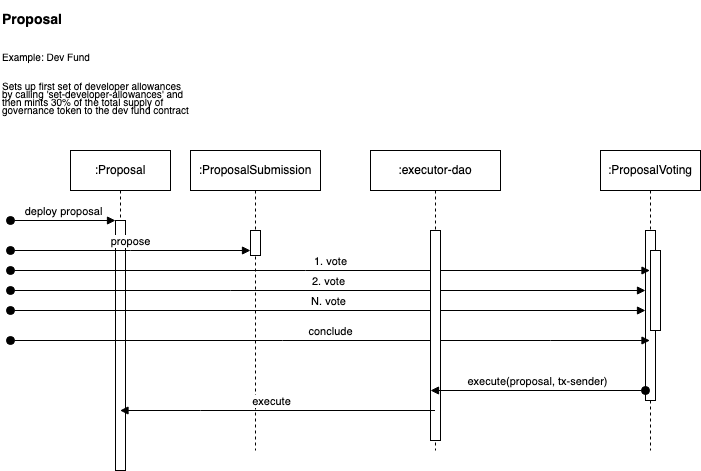 Proposal
Example: Dev Fund
Sets up first set of developer allowances
by calling 'set-developer-allowances' and
then mints 30% of the total supply of
governance token to the dev fund contract
:Proposal
:ProposalSubmission
:executor-dao
:ProposalVoting
deploy proposal
propose
1. vote
2. vote
N. vote
conclude
execute(proposal, tx-sender)
execute